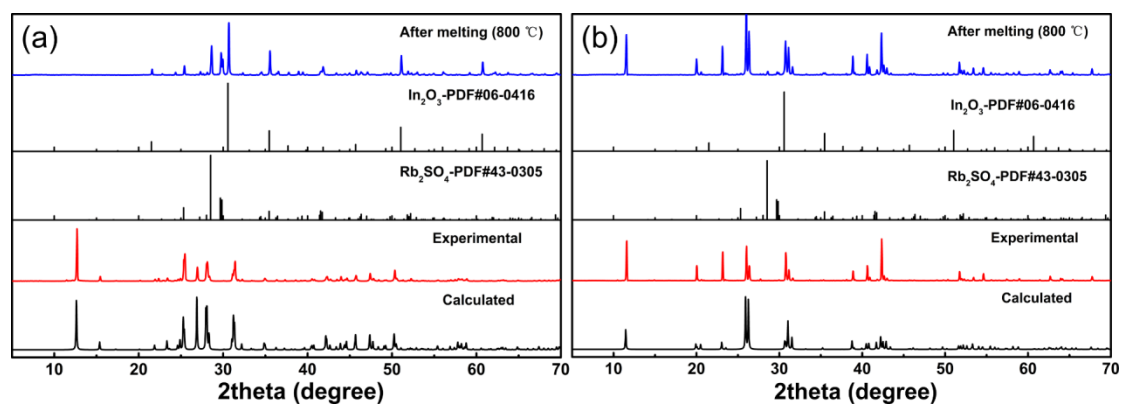 (a)
After melting (800 ℃)
In₂O₃-PDF#06-0416
Rb₂SO₄-PDF#43-0305
Experimental
Calculated
10 20 30 40 50 60 70
2theta (degree)
(b)
After melting (800 ℃)
In₂O₃-PDF#06-0416
Rb₂SO₄-PDF#43-0305
Experimental
Calculated
10 20 30 40 50 60 70
2theta (degree)